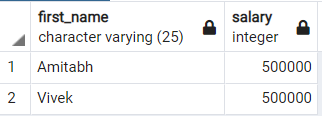 first_name salary
character varying (25) integer
1 Amitabh 500000
2 Vivek 500000